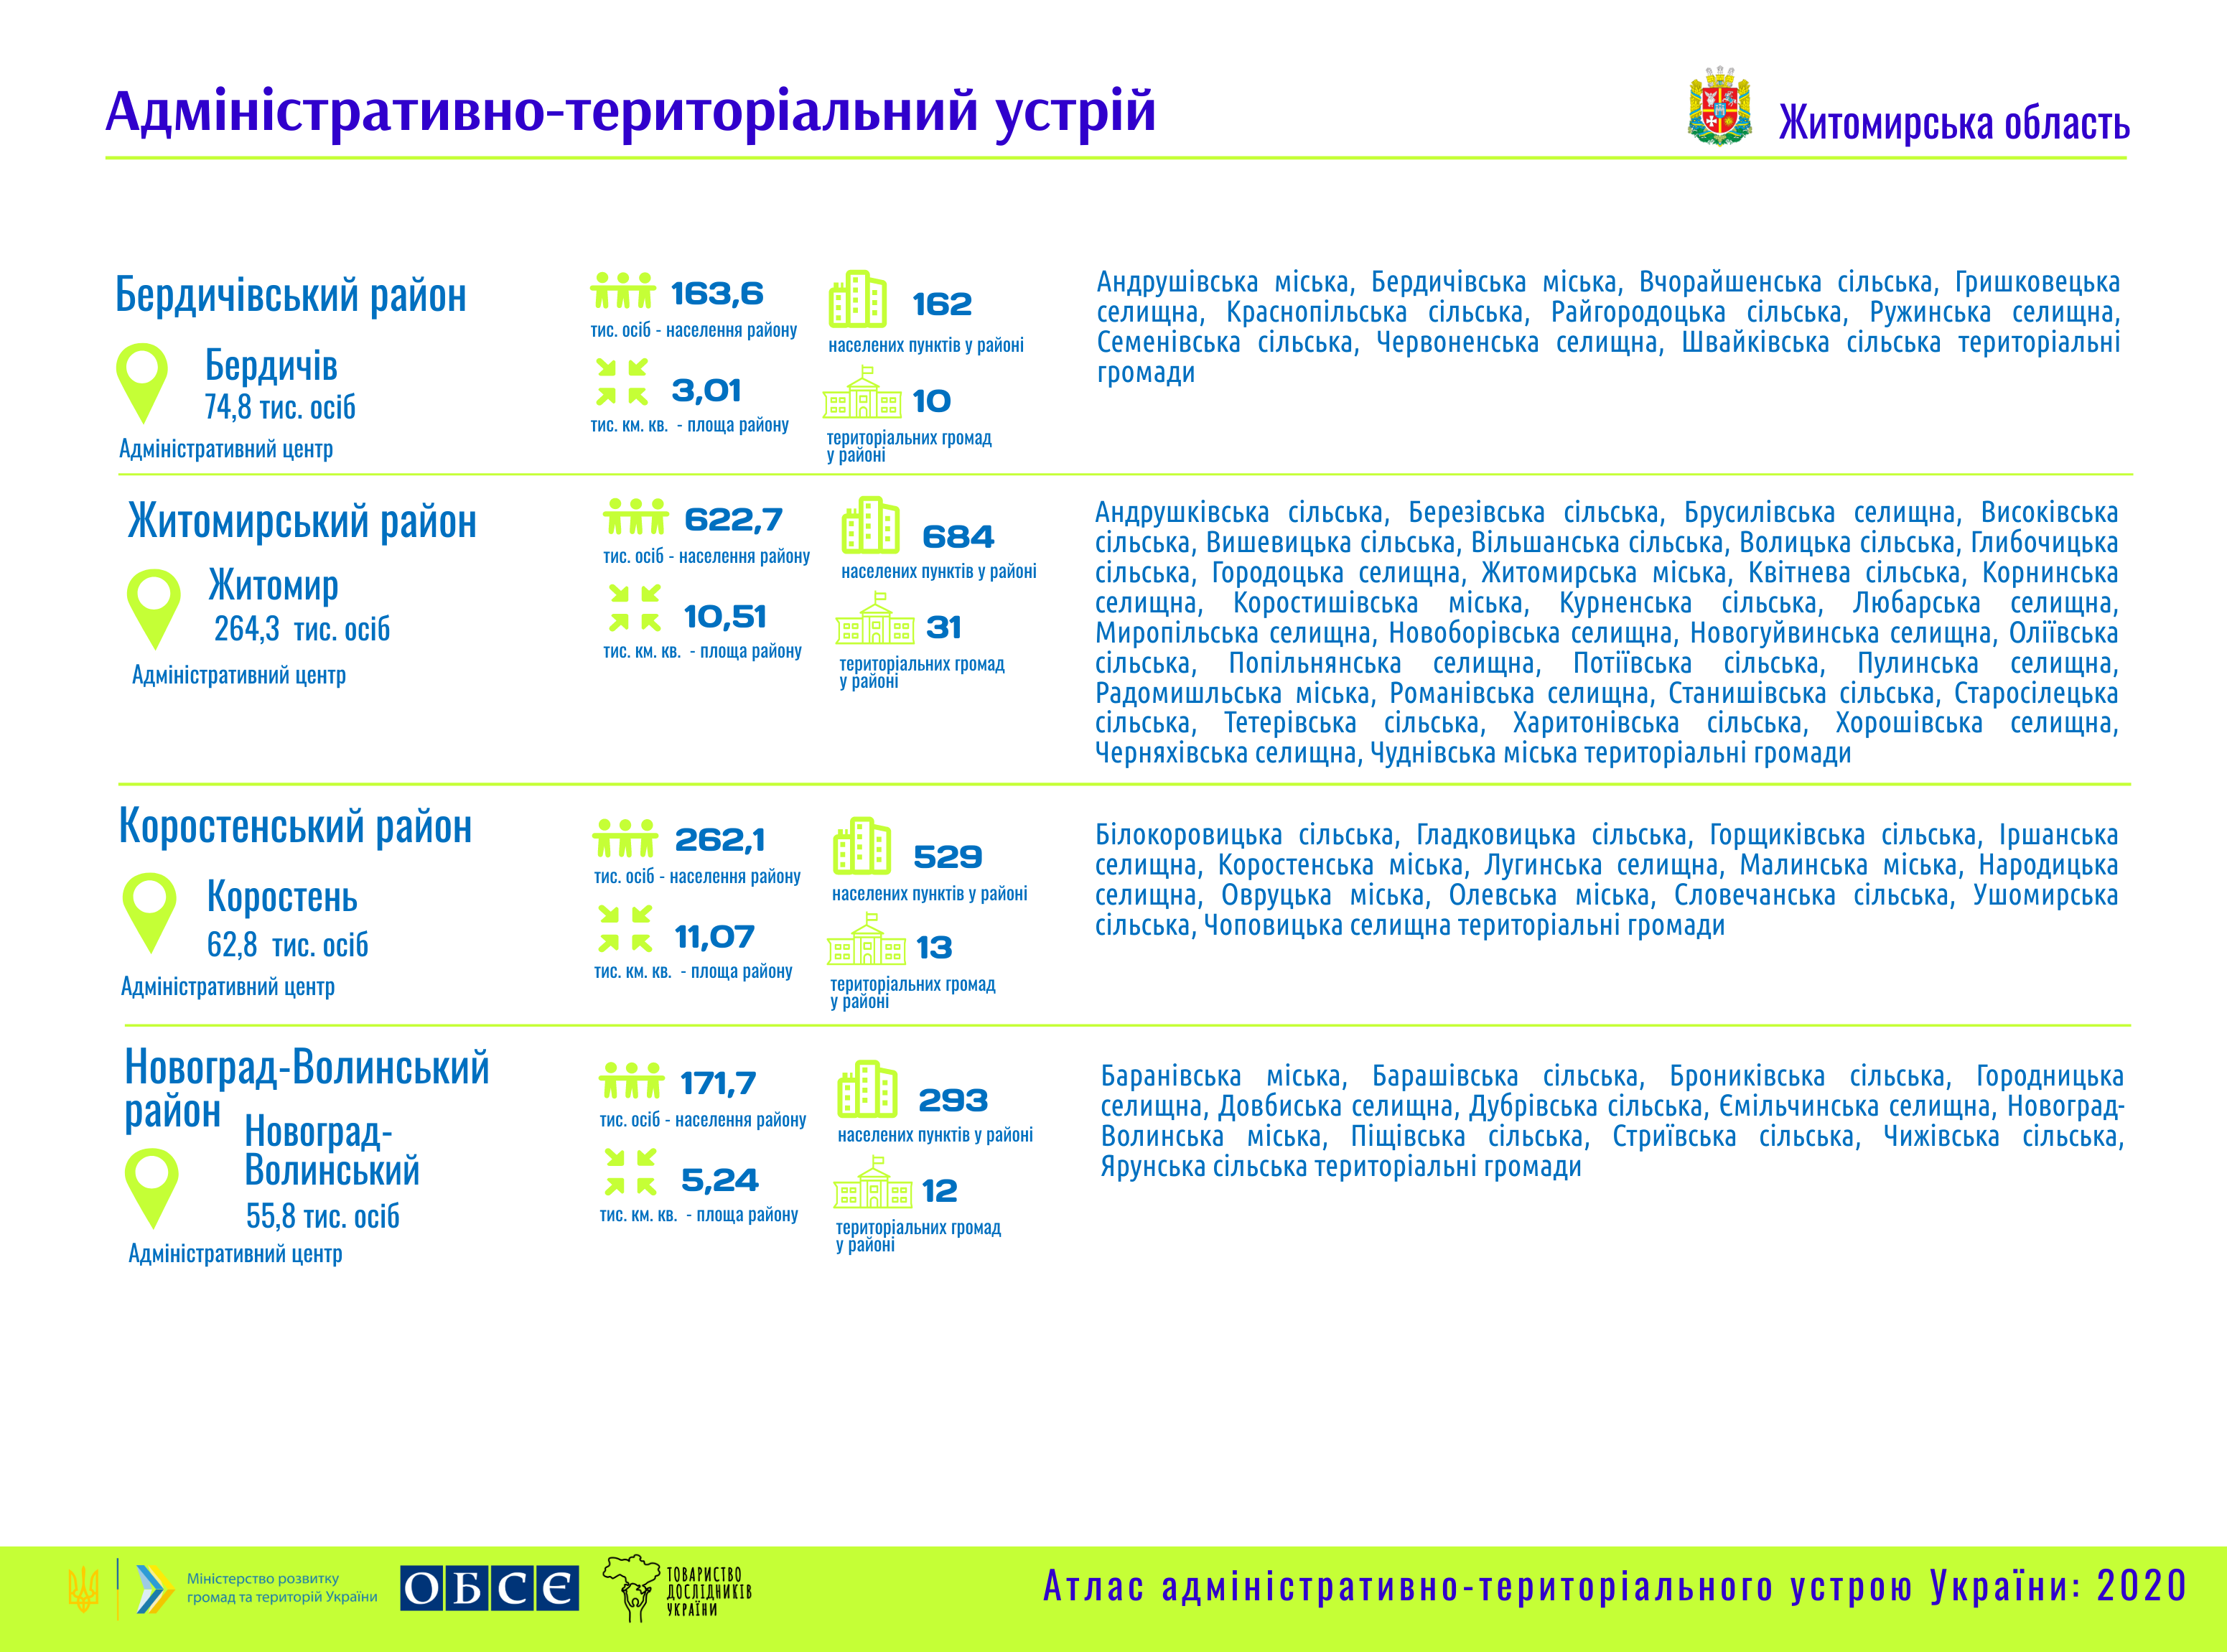 Адміністративно-територіальний устрій
Житомирська область
Бердичівський район
Бердичів
74,8 тис. осіб
Адміністративний центр
163,6
тис. осіб - населення району
3,01
тис. км. кв. - площа району
162
населених пунктів у районі
10
територіальних громад
у районі
Андрушівська міська, Бердичівська міська, Вчорайшенська сільська, Гришковецька
селищна, Краснопільська сільська, Райгородоцька сільська, Ружинська селищна,
Семенівська сільська, Червоненська селищна, Швайківська сільська територіальні
громади
Житомирський район
Житомир
264,3 тис. осіб
Адміністративний центр
622,7
тис. осіб - населення району
10,51
тис. км. кв. - площа району
684
населених пунктів у районі
31
територіальних громад
у районі
Андрушківська сільська, Березівська сільська, Брусилівська селищна, Високівська
сільська, Вишевицька сільська, Вільшанська сільська, Волицька сільська, Глибочицька
сільська, Городоцька селищна, Житомирська міська, Квітнева сільська, Корнинська
селищна, Коростишівська міська, Курненська сільська, Любарська селищна,
Миропільська селищна, Новоборівська селищна, Новогуйвинська селищна, Оліївська
сільська, Попільнянська селищна, Потіївська сільська, Пулинська селищна,
Радомишльська міська, Романівська селищна, Станишівська сільська, Старосілецька
сільська, Тетерівська сільська, Харитонівська сільська, Хорошівська селищна,
Черняхівська селищна, Чуднівська міська територіальні громади
Коростенський район
Коростень
62,8 тис. осіб
Адміністративний центр
262,1
тис. осіб - населення району
11,07
тис. км. кв. - площа району
529
населених пунктів у районі
13
територіальних громад
у районі
Білокоровицька сільська, Гладковицька сільська, Горщиківська сільська, Іршанська
селищна, Коростенська міська, Лугинська селищна, Малинська міська, Народицька
селищна, Овруцька міська, Олевська міська, Словечанська сільська, Ушомирська
сільська, Чоповицька селищна територіальні громади
Новоград-Волинський
район
Новоград-
Волинський
55,8 тис. осіб
Адміністративний центр
171,7
тис. осіб - населення району
5,24
тис. км. кв. - площа району
293
населених пунктів у районі
12
територіальних громад
у районі
Баранівська міська, Барашівська сільська, Брониківська сільська, Городницька
селищна, Довбиська селищна, Дубрівська сільська, Ємільчинська селищна, Новоград-
Волинська міська, Піщівська сільська, Стриївська сільська, Чижівська сільська,
Ярунська сільська територіальні громади
Міністерство розвитку
громад та територій України
ОБСЄ
ТОВАРИСТВО
ДОСЛІДНИКІВ
УКРАЇНИ
Атлас адміністративно-територіального устрою України: 2020